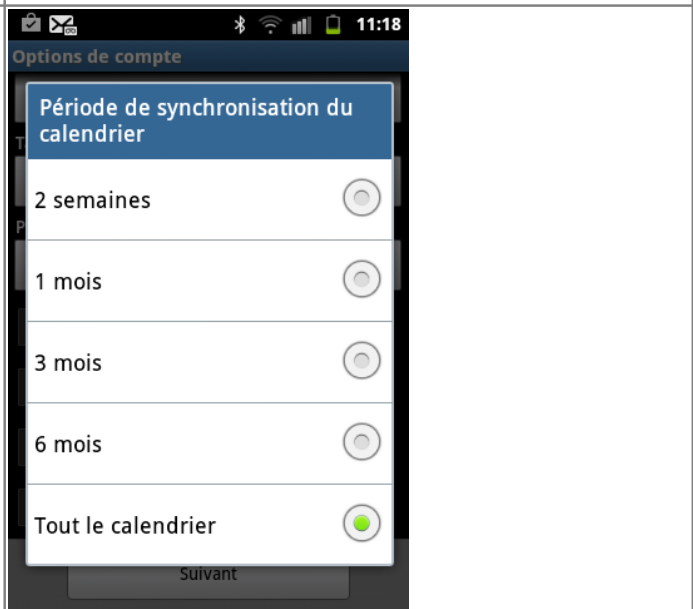 11:18
Options de compte
Période de synchronisation du
calendrier
2 semaines
1 mois
3 mois
6 mois
Tout le calendrier
Suivant